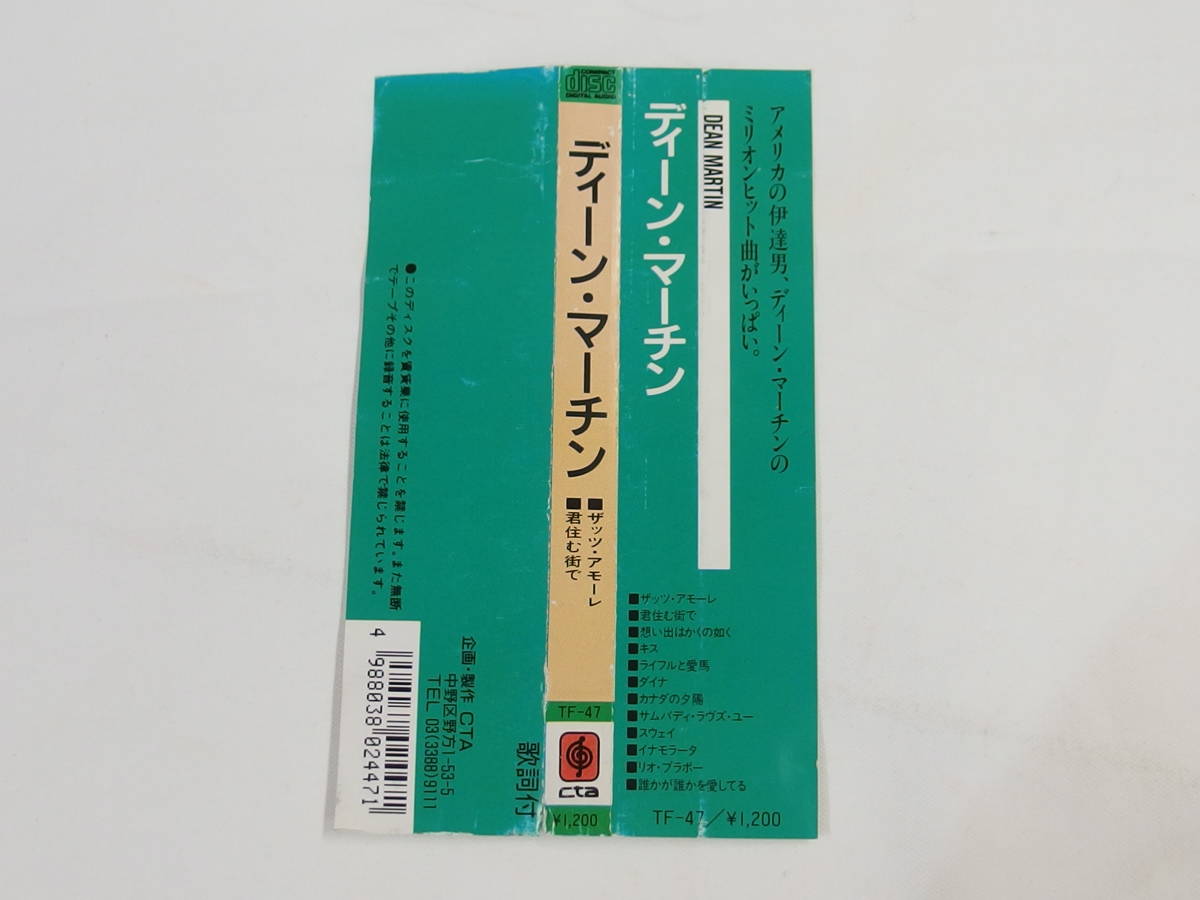 アメリカの伊達男、ディーン・マーチンの
ミリオンヒット曲がいっぱい。
DEAN MARTIN
ディーン・マーチン
■ザッツ・アモーレ
■君住む街で
■想い出はかくの如く
■キス
■ライフルと愛馬
■ダイナ
■カナダの夕陽
■サムバディ・ラヴズ・ユー
■スウェイ
■イナモラータ
■リオ・ブラボー
■誰かが誰かを愛してる
TF-47/¥1,200
COMPACT
disc
DIGITAL AUDIO
ディーン・マーチン
■ザッツ・アモーレ
■君住む街で
TF-47
cta
¥1,200
歌詞付
企画・製作 CTA
中野区野方1-53-5
TEL 03(3388)9111
●このディスクを賃貸業に使用することを禁じます。また無断
でテープその他に録音することは法律で禁じられています。
4 988038 024471